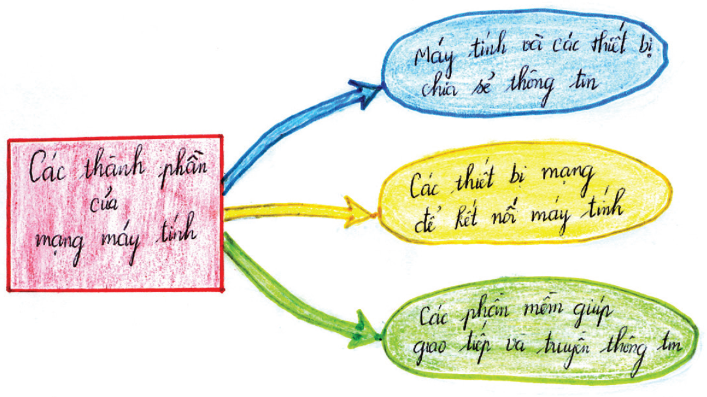 Các thành phần
của
mạng máy tính
Máy tính và các thiết bị
chia sẻ thông tin
Các thiết bị mạng
để kết nối máy tính
Các phần mềm giúp
giao tiếp và truyền thông tin